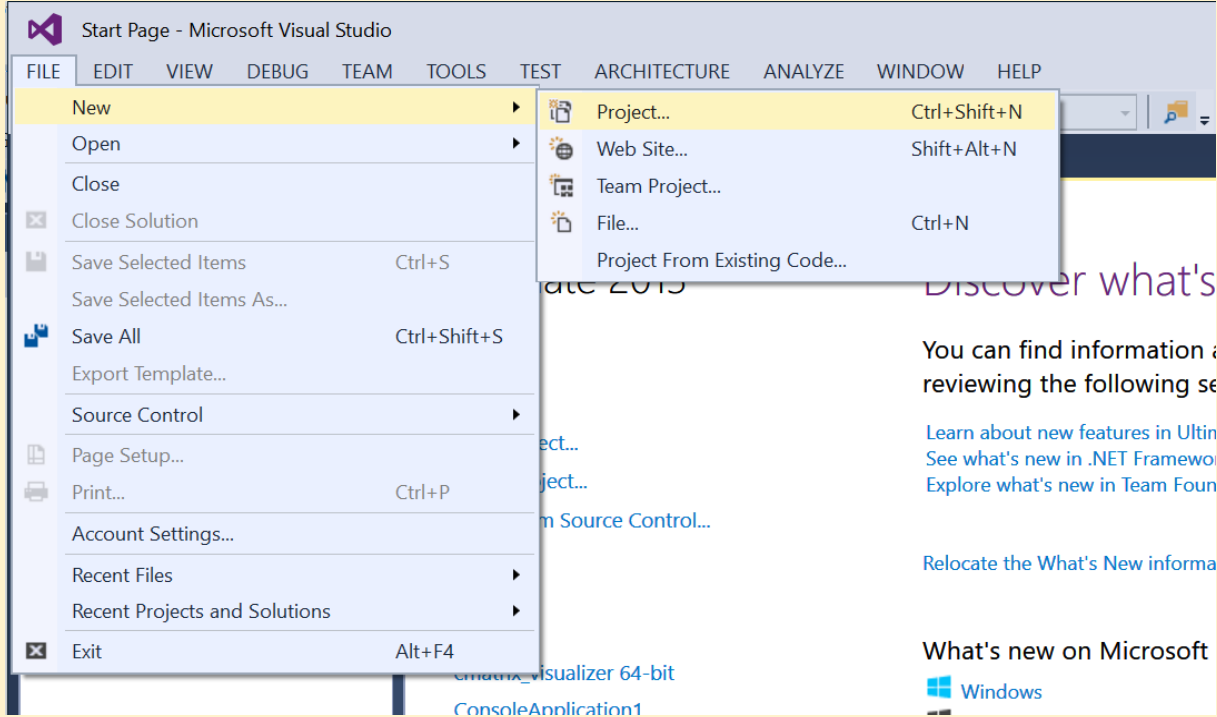 Start Page - Microsoft Visual Studio
FILE EDIT VIEW DEBUG TEAM TOOLS TEST ARCHITECTURE ANALYZE WINDOW HELP
New
Open
Close
Close Solution
Save Selected Items Ctrl+S
Save Selected Items As...
Save All Ctrl+Shift+S
Export Template...
Source Control
Page Setup...
Print... Ctrl+P
Account Settings...
Recent Files
Recent Projects and Solutions
Exit Alt+F4
Project... Ctrl+Shift+N
Web Site... Shift+Alt+N
Team Project...
File... Ctrl+N
Project From Existing Code...
2013
ect...
ject...
m Source Control...
cmatrix_visualizer 64-bit
ConsoleApplication1
Discover what's
You can find information
reviewing the following se
Learn about new features in Ultim
See what's new in .NET Framewor
Explore what's new in Team Foun
Relocate the What's New informa
What's new on Microsoft
Windows